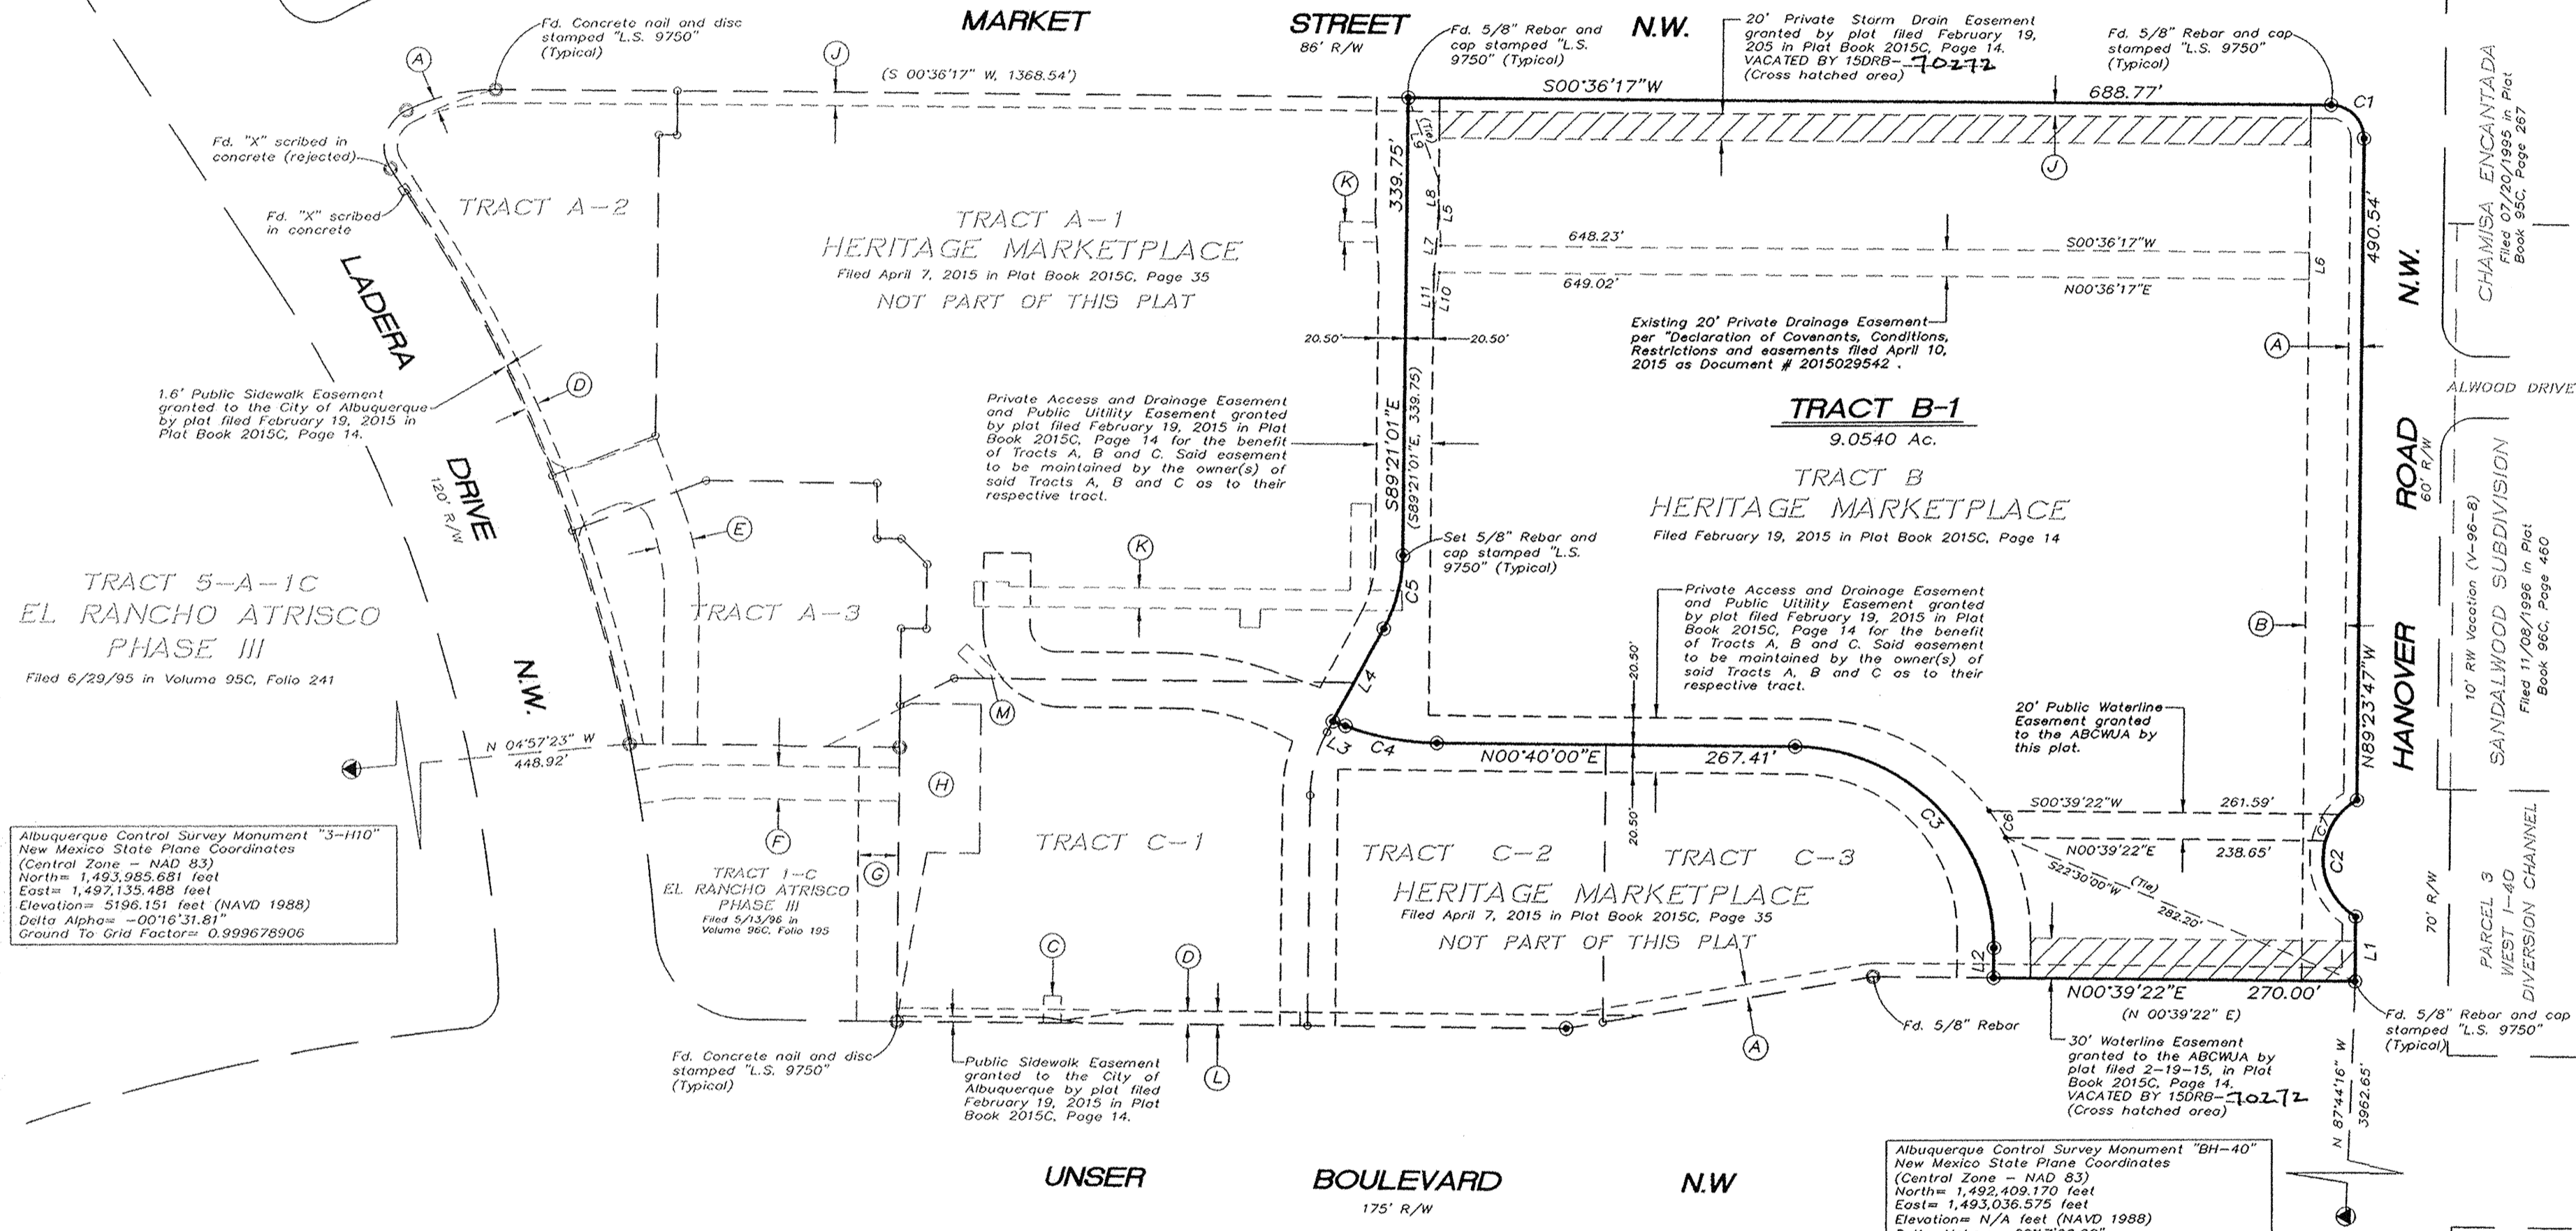 MARKET STREET N.W.
86' R/W
Fd. Concrete nail and disc
stamped "L.S. 9750"
(Typical)
A
J
(S 00°36'17" W, 1368.54')
Fd. 5/8" Rebar and
cap stamped "L.S.
9750" (Typical)
20' Private Storm Drain Easement
granted by plat filed February 19,
205 in Plat Book 2015C, Page 14.
VACATED BY 15DRB-70272
(Cross hatched area)
Fd. 5/8" Rebar and cap
stamped "L.S. 9750"
(Typical)
S00°36'17"W
688.77'
C1
Fd. "X" scribed in
concrete (rejected)
Fd. "X" scribed
in concrete
TRACT A-2
TRACT A-1
HERITAGE MARKETPLACE
Filed April 7, 2015 in Plat Book 2015C, Page 35
NOT PART OF THIS PLAT
K
339.75'
(Tie)
L8
L5
L7
L11
L10
J
648.23'
S00°36'17"W
649.02'
N00°36'17"E
L6
490.54'
CHAMISA ENCANTADA
Filed 07/20/1995 in Plat
Book 95C, Page 267
LADERA DRIVE N.W.
120' R/W
20.50'
20.50'
Existing 20' Private Drainage Easement
per "Declaration of Covenants, Conditions,
Restrictions and easements filed April 10,
2015 as Document # 2015029542 .
A
HANOVER ROAD N.W.
60' R/W
ALWOOD DRIVE
1.6' Public Sidewalk Easement
granted to the City of Albuquerque
by plat filed February 19, 2015 in
Plat Book 2015C, Page 14.
D
Private Access and Drainage Easement
and Public Uitility Easement granted
by plat filed February 19, 2015 in Plat
Book 2015C, Page 14 for the benefit
of Tracts A, B and C. Said easement
to be maintained by the owner(s) of
said Tracts A, B and C as to their
respective tract.
S89°21'01"E
(S89°21'01"E, 339.75)
TRACT B-1
9.0540 Ac.
TRACT B
HERITAGE MARKETPLACE
Filed February 19, 2015 in Plat Book 2015C, Page 14
SANDALWOOD SUBDIVISION
Filed 11/08/1996 in Plat
Book 96C, Page 460
10' RW Vacation (V-96-8)
E
K
Set 5/8" Rebar and
cap stamped "L.S.
9750" (Typical)
C5
TRACT 5-A-1C
EL RANCHO ATRISCO
PHASE III
Filed 6/29/95 in Volume 95C, Folio 241
TRACT A-3
Private Access and Drainage Easement
and Public Uitility Easement granted
by plat filed February 19, 2015 in Plat
Book 2015C, Page 14 for the benefit
of Tracts A, B and C. Said easement
to be maintained by the owner(s) of
said Tracts A, B and C as to their
respective tract.
B
N89°23'47"W
L4
M
20.50'
20' Public Waterline
Easement granted
to the ABCWUA by
this plat.
N 04°57'23" W
448.92'
L3
C4
N00°40'00"E
267.41'
20.50'
H
F
G
S00°39'22"W
261.59'
C3
C6
C7
N00°39'22"E
238.65'
C2
S22°30'00"W
(Tie)
282.20'
Albuquerque Control Survey Monument "3-H10"
New Mexico State Plane Coordinates
(Central Zone - NAD 83)
North= 1,493,985.681 feet
East= 1,497,135.488 feet
Elevation= 5196.151 feet (NAVD 1988)
Delta Alpha= -00°16'31.81"
Ground To Grid Factor= 0.999678906
TRACT 1-C
EL RANCHO ATRISCO
PHASE III
Filed 5/13/96 in
Volume 96C, Folio 195
TRACT C-1
TRACT C-2
TRACT C-3
HERITAGE MARKETPLACE
Filed April 7, 2015 in Plat Book 2015C, Page 35
NOT PART OF THIS PLAT
70' R/W
PARCEL 3
WEST I-40
DIVERSION CHANNEL
C
D
L2
L1
N00°39'22"E
270.00'
(N 00°39'22" E)
Fd. 5/8" Rebar
Fd. 5/8" Rebar and cap
stamped "L.S. 9750"
(Typical)
A
L
Fd. Concrete nail and disc
stamped "L.S. 9750"
(Typical)
Public Sidewalk Easement
granted to the City of
Albuquerque by plat filed
February 19, 2015 in Plat
Book 2015C, Page 14.
30' Waterline Easement
granted to the ABCWUA by
plat filed 2-19-15, in Plat
Book 2015C, Page 14.
VACATED BY 15DRB-70272
(Cross hatched area)
N 87°44'16" W
3962.65'
UNSER BOULEVARD N.W
175' R/W
Albuquerque Control Survey Monument "BH-40"
New Mexico State Plane Coordinates
(Central Zone - NAD 83)
North= 1,492,409.170 feet
East= 1,493,036.575 feet
Elevation= N/A feet (NAVD 1988)